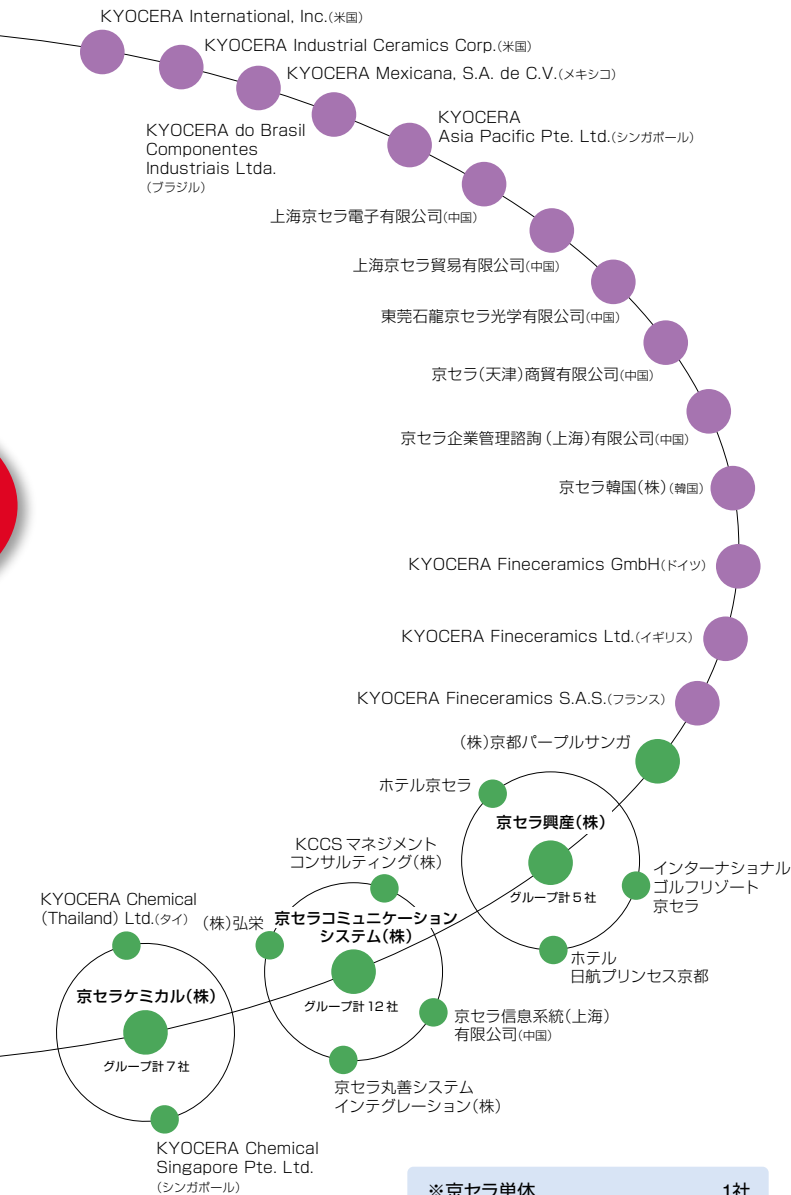 KYOCERA International, Inc.(米国)
KYOCERA Industrial Ceramics Corp.(米国)
KYOCERA Mexicana, S.A. de C.V.(メキシコ)
KYOCERA do Brasil
Componentes
Industriais Ltda.
(ブラジル)
KYOCERA
Asia Pacific Pte. Ltd.(シンガポール)
上海京セラ電子有限公司(中国)
上海京セラ貿易有限公司(中国)
東莞石龍京セラ光学有限公司(中国)
京セラ(天津)商貿有限公司(中国)
京セラ企業管理諮詢(上海)有限公司(中国)
京セラ韓国(株)(韓国)
KYOCERA Fineceramics GmbH(ドイツ)
KYOCERA Fineceramics Ltd.(イギリス)
KYOCERA Fineceramics S.A.S.(フランス)
(株)京都パープルサンガ
ホテル京セラ
京セラ興産(株)
グループ計5社
インターナショナル
ゴルフリゾート
京セラ
ホテル
日航プリンセス京都
KCCSマネジメント
コンサルティング(株)
(株)弘栄
京セラコミュニケーション
システム(株)
グループ計12社
京セラ信息系統(上海)
有限公司(中国)
京セラ丸善システム
インテグレーション(株)
KYOCERA Chemical
(Thailand) Ltd.(タイ)
京セラケミカル(株)
グループ計7社
KYOCERA Chemical
Singapore Pte. Ltd.
(シンガポール)
※京セラ単体 1社